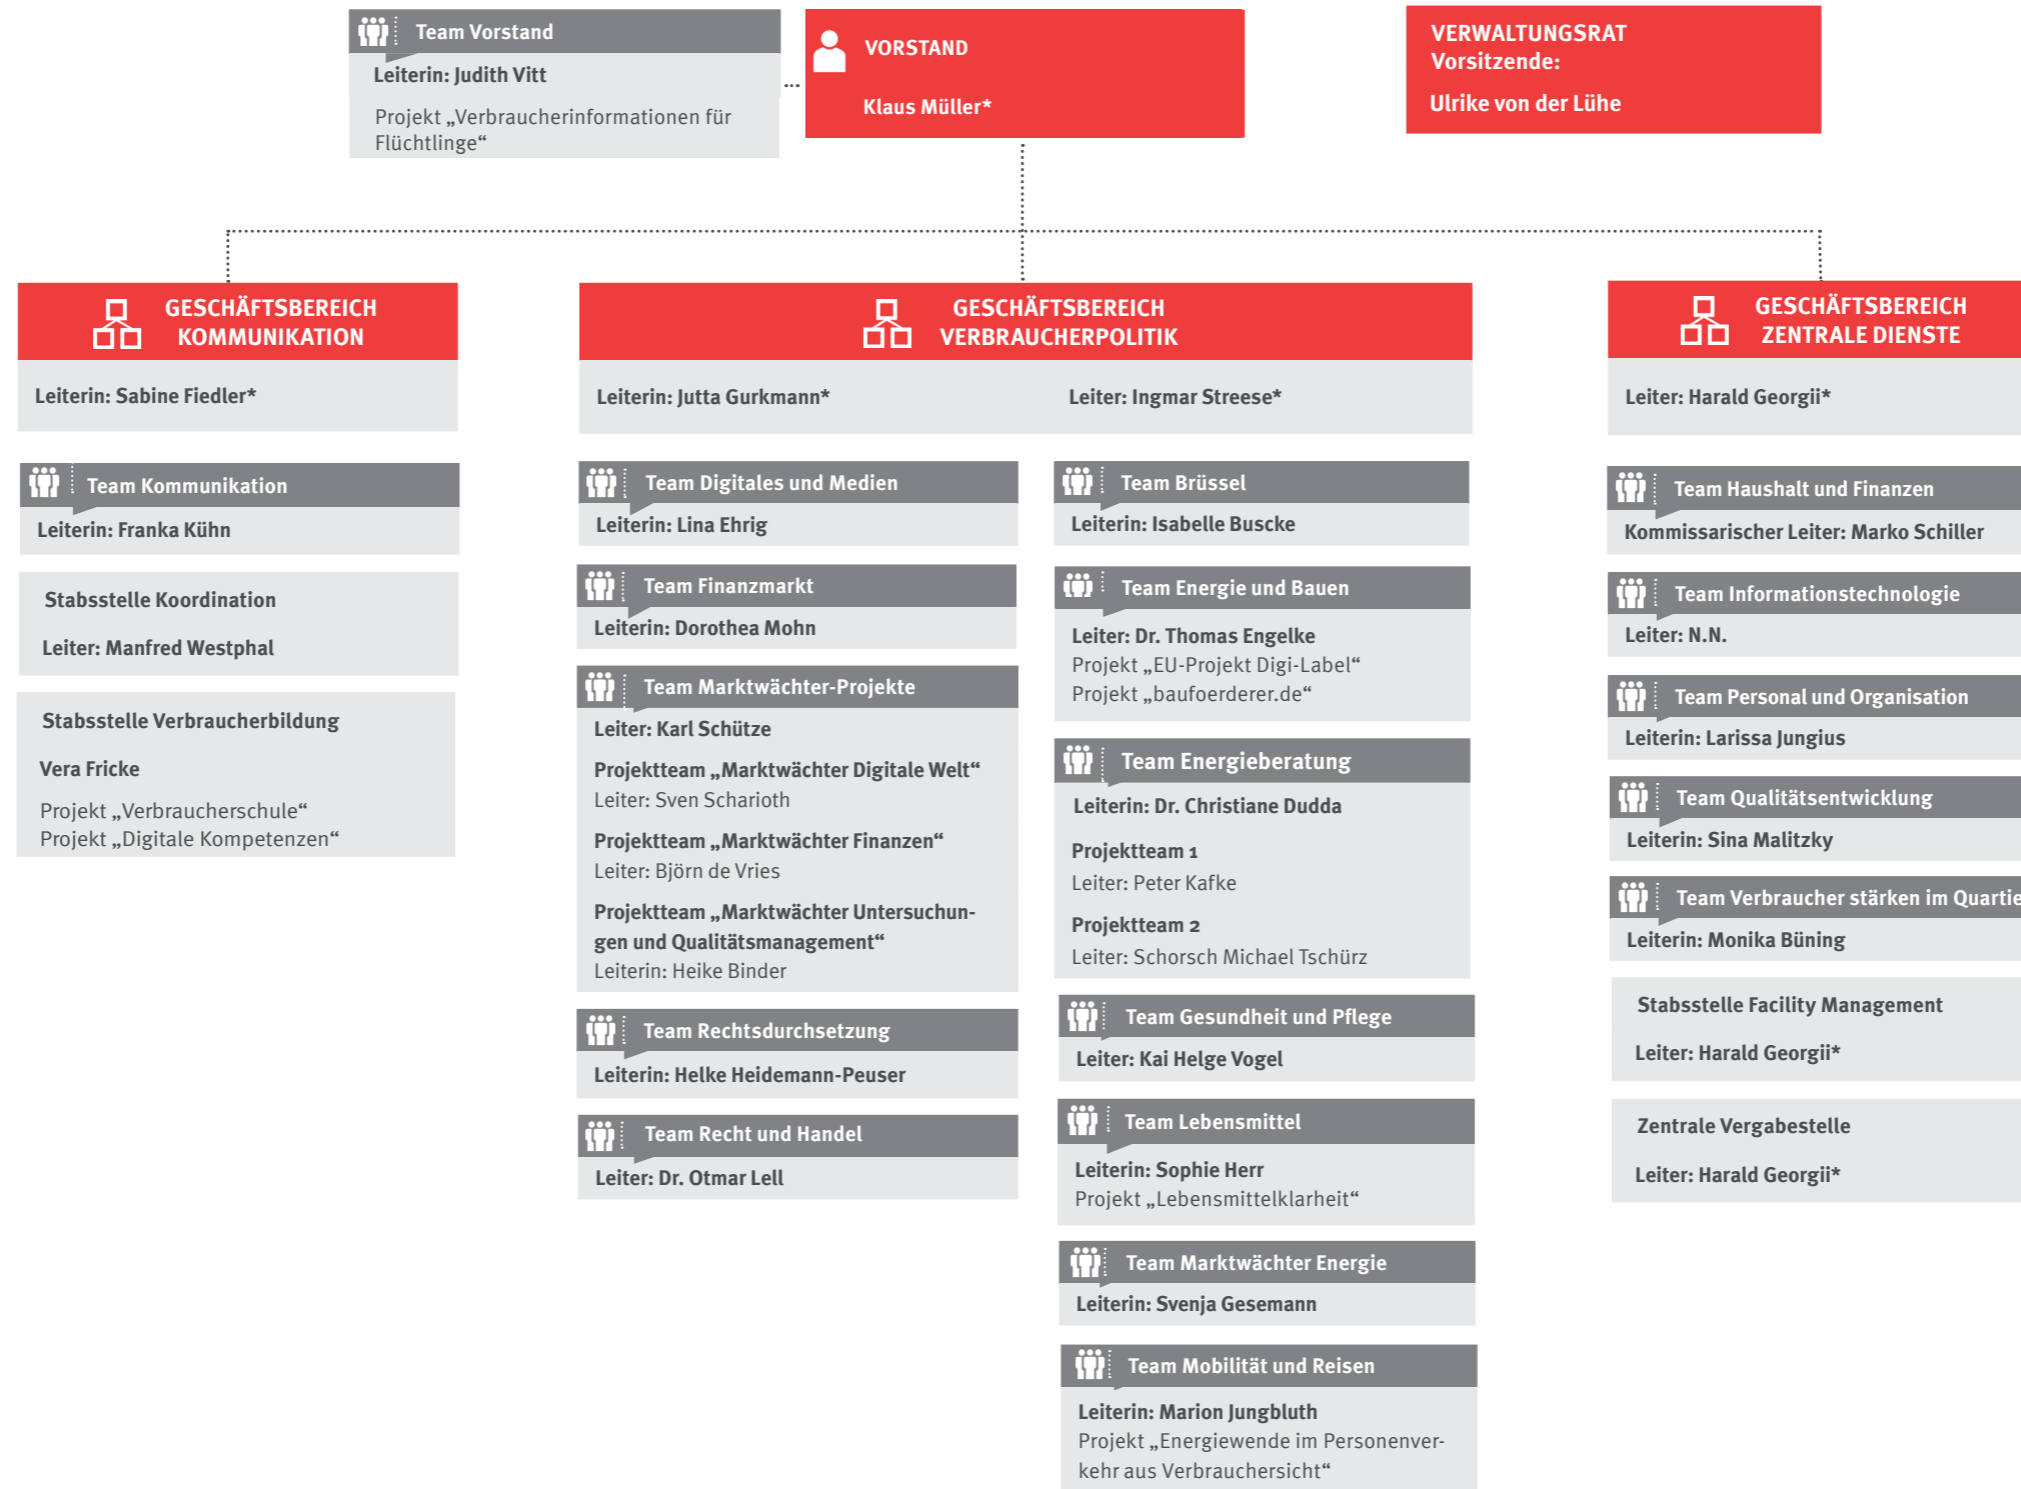 Team Vorstand
Leiterin: Judith Vitt
Projekt „Verbraucherinformationen für
Flüchtlinge“
VORSTAND
Klaus Müller*
VERWALTUNGSRAT
Vorsitzende:
Ulrike von der Lühe
GESCHÄFTSBEREICH
KOMMUNIKATION
Leiterin: Sabine Fiedler*
Team Kommunikation
Leiterin: Franka Kühn
Stabsstelle Koordination
Leiter: Manfred Westphal
Stabsstelle Verbraucherbildung
Vera Fricke
Projekt „Verbraucherschule“
Projekt „Digitale Kompetenzen“
GESCHÄFTSBEREICH
VERBRAUCHERPOLITIK
Leiterin: Jutta Gurkmann*
Leiter: Ingmar Streese*
Team Digitales und Medien
Leiterin: Lina Ehrig
Team Finanzmarkt
Leiterin: Dorothea Mohn
Team Marktwächter-Projekte
Leiter: Karl Schütze
Projektteam „Marktwächter Digitale Welt“
Leiter: Sven Scharioth
Projektteam „Marktwächter Finanzen“
Leiter: Björn de Vries
Projektteam „Marktwächter Untersuchun-
gen und Qualitätsmanagement“
Leiterin: Heike Binder
Team Rechtsdurchsetzung
Leiterin: Helke Heidemann-Peuser
Team Recht und Handel
Leiter: Dr. Otmar Lell
Team Brüssel
Leiterin: Isabelle Buscke
Team Energie und Bauen
Leiter: Dr. Thomas Engelke
Projekt „EU-Projekt Digi-Label“
Projekt „baufoerderer.de“
Team Energieberatung
Leiterin: Dr. Christiane Dudda
Projektteam 1
Leiter: Peter Kafke
Projektteam 2
Leiter: Schorsch Michael Tschürz
Team Gesundheit und Pflege
Leiter: Kai Helge Vogel
Team Lebensmittel
Leiterin: Sophie Herr
Projekt „Lebensmittelklarheit“
Team Marktwächter Energie
Leiterin: Svenja Gesemann
Team Mobilität und Reisen
Leiterin: Marion Jungbluth
Projekt „Energiewende im Personenver-
kehr aus Verbrauchersicht“
GESCHÄFTSBEREICH
ZENTRALE DIENSTE
Leiter: Harald Georgii*
Team Haushalt und Finanzen
Kommissarischer Leiter: Marko Schiller
Team Informationstechnologie
Leiter: N.N.
Team Personal und Organisation
Leiterin: Larissa Jungius
Team Qualitätsentwicklung
Leiterin: Sina Malitzky
Team Verbraucher stärken im Quartie
Leiterin: Monika Büning
Stabsstelle Facility Management
Leiter: Harald Georgii*
Zentrale Vergabestelle
Leiter: Harald Georgii*